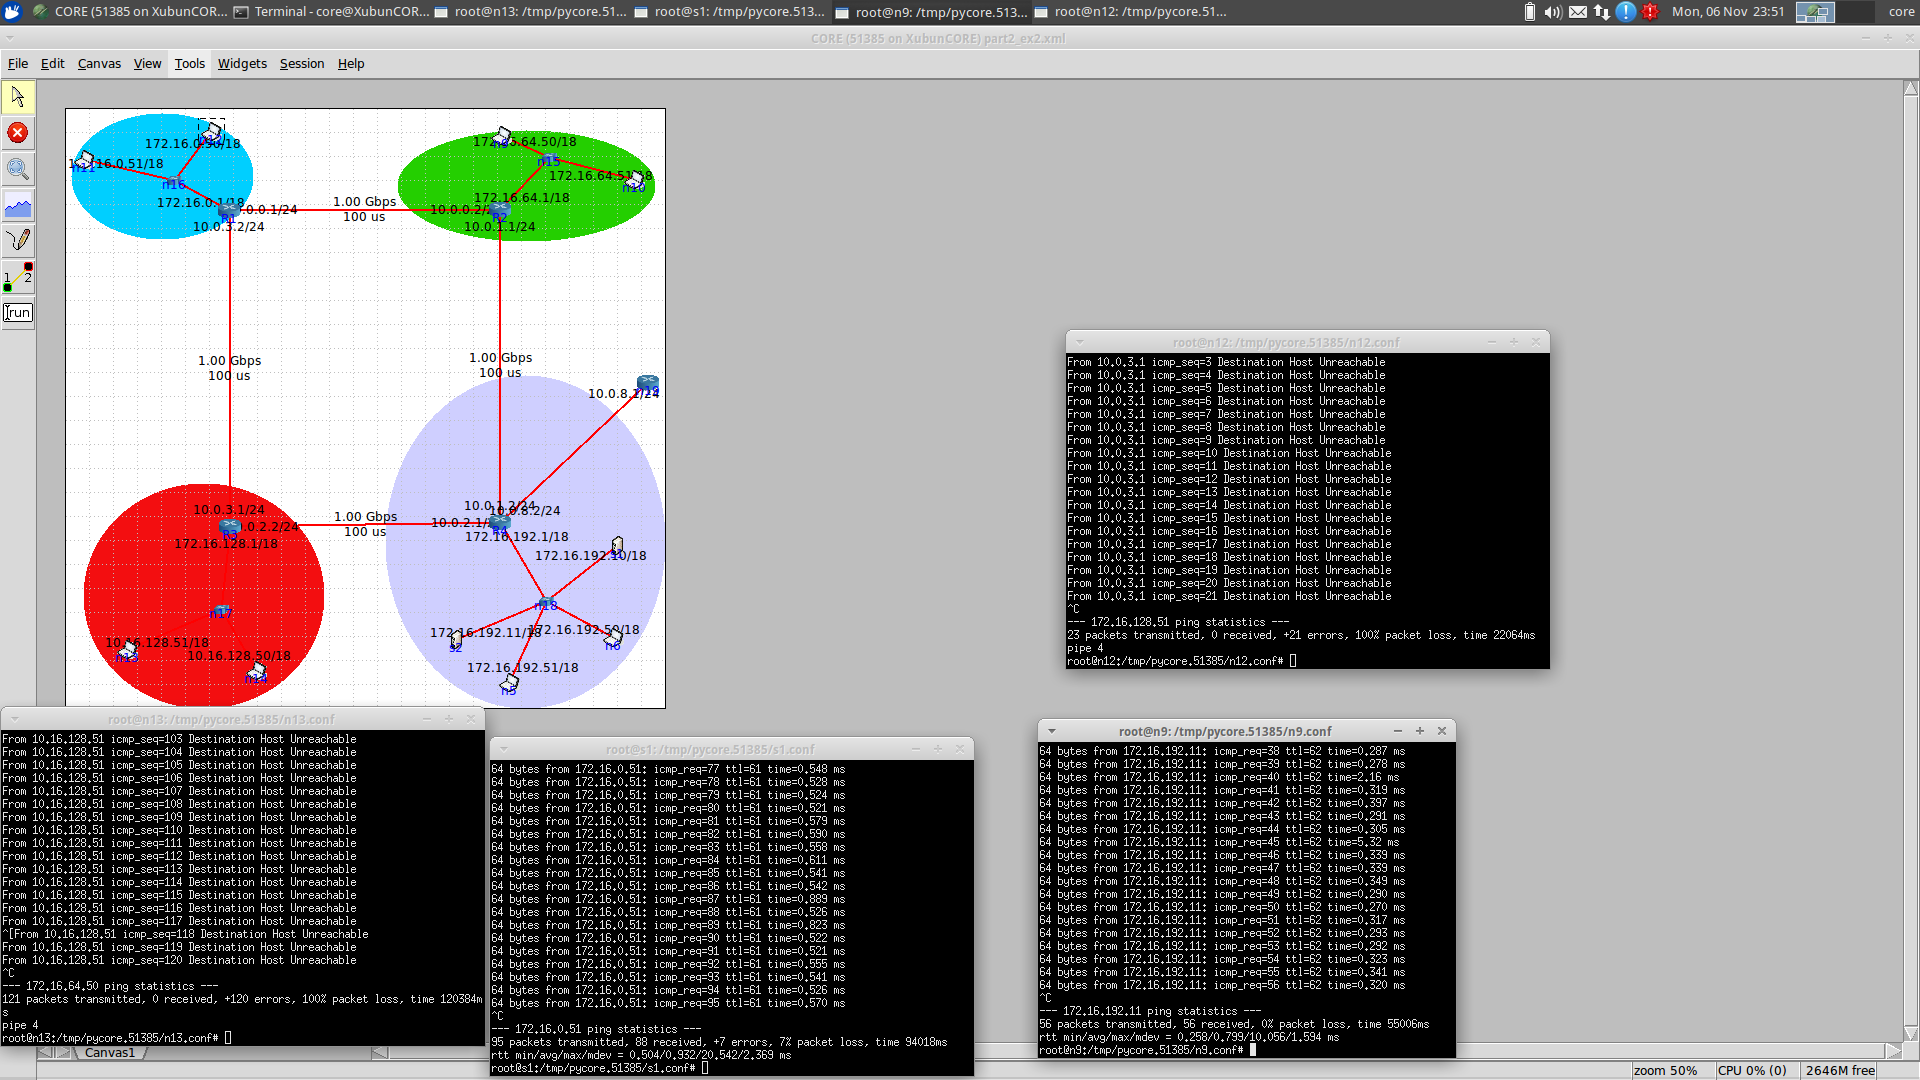 CORE (51385 on XubunCOR...
Terminal - core@XubunCOR...
root@n13: /tmp/pycore.51...
root@s1: /tmp/pycore.513...
root@n9: /tmp/pycore.513...
root@n12: /tmp/pycore.51...
Mon, 06 Nov 23:51
core
CORE (51385 on XubunCORE) part2_ex2.xml
File Edit Canvas View Tools Widgets Session Help
1 2
run
172.16.0.50/18
n11
n16
172.16.0.1/18
R1
10.0.3.2/24
1.00 Gbps
100 us
n15
n10
172.16.64.1/18
R2
10.0.1.1/24
1.00 Gbps
100 us
1.00 Gbps
100 us
10.0.8.1/24
10.0.3.1/24
R3
172.16.128.1/18
1.00 Gbps
100 us
10.0.1.2/24
R4
172.16.192.1/18
172.16.192.10/18
n17
n18
10.16.128.51/18
n13
10.16.128.50/18
n14
172.16.192.11/18
s2
172.16.192.50/18
n6
172.16.192.51/18
n5
root@n12: /tmp/pycore.51385/n12.conf
From 10.0.3.1 icmp_seq=3 Destination Host Unreachable
From 10.0.3.1 icmp_seq=4 Destination Host Unreachable
From 10.0.3.1 icmp_seq=5 Destination Host Unreachable
From 10.0.3.1 icmp_seq=6 Destination Host Unreachable
From 10.0.3.1 icmp_seq=7 Destination Host Unreachable
From 10.0.3.1 icmp_seq=8 Destination Host Unreachable
From 10.0.3.1 icmp_seq=9 Destination Host Unreachable
From 10.0.3.1 icmp_seq=10 Destination Host Unreachable
From 10.0.3.1 icmp_seq=11 Destination Host Unreachable
From 10.0.3.1 icmp_seq=12 Destination Host Unreachable
From 10.0.3.1 icmp_seq=13 Destination Host Unreachable
From 10.0.3.1 icmp_seq=14 Destination Host Unreachable
From 10.0.3.1 icmp_seq=15 Destination Host Unreachable
From 10.0.3.1 icmp_seq=16 Destination Host Unreachable
From 10.0.3.1 icmp_seq=17 Destination Host Unreachable
From 10.0.3.1 icmp_seq=18 Destination Host Unreachable
From 10.0.3.1 icmp_seq=19 Destination Host Unreachable
From 10.0.3.1 icmp_seq=20 Destination Host Unreachable
From 10.0.3.1 icmp_seq=21 Destination Host Unreachable
^C
--- 172.16.128.51 ping statistics ---
23 packets transmitted, 0 received, +21 errors, 100% packet loss, time 22064ms
pipe 4
root@n12:/tmp/pycore.51385/n12.conf#
root@n13: /tmp/pycore.51385/n13.conf
From 10.16.128.51 icmp_seq=103 Destination Host Unreachable
From 10.16.128.51 icmp_seq=104 Destination Host Unreachable
From 10.16.128.51 icmp_seq=105 Destination Host Unreachable
From 10.16.128.51 icmp_seq=106 Destination Host Unreachable
From 10.16.128.51 icmp_seq=107 Destination Host Unreachable
From 10.16.128.51 icmp_seq=108 Destination Host Unreachable
From 10.16.128.51 icmp_seq=109 Destination Host Unreachable
From 10.16.128.51 icmp_seq=110 Destination Host Unreachable
From 10.16.128.51 icmp_seq=111 Destination Host Unreachable
From 10.16.128.51 icmp_seq=112 Destination Host Unreachable
From 10.16.128.51 icmp_seq=113 Destination Host Unreachable
From 10.16.128.51 icmp_seq=114 Destination Host Unreachable
From 10.16.128.51 icmp_seq=115 Destination Host Unreachable
From 10.16.128.51 icmp_seq=116 Destination Host Unreachable
From 10.16.128.51 icmp_seq=117 Destination Host Unreachable
^[From 10.16.128.51 icmp_seq=118 Destination Host Unreachable
From 10.16.128.51 icmp_seq=119 Destination Host Unreachable
From 10.16.128.51 icmp_seq=120 Destination Host Unreachable
^C
--- 172.16.64.50 ping statistics ---
121 packets transmitted, 0 received, +120 errors, 100% packet loss, time 120384m
s
pipe 4
root@n13:/tmp/pycore.51385/n13.conf#
root@s1: /tmp/pycore.51385/s1.conf
64 bytes from 172.16.0.51: icmp_req=77 ttl=61 time=0.548 ms
64 bytes from 172.16.0.51: icmp_req=78 ttl=61 time=0.528 ms
64 bytes from 172.16.0.51: icmp_req=79 ttl=61 time=0.524 ms
64 bytes from 172.16.0.51: icmp_req=80 ttl=61 time=0.521 ms
64 bytes from 172.16.0.51: icmp_req=81 ttl=61 time=0.579 ms
64 bytes from 172.16.0.51: icmp_req=82 ttl=61 time=0.590 ms
64 bytes from 172.16.0.51: icmp_req=83 ttl=61 time=0.558 ms
64 bytes from 172.16.0.51: icmp_req=84 ttl=61 time=0.611 ms
64 bytes from 172.16.0.51: icmp_req=85 ttl=61 time=0.541 ms
64 bytes from 172.16.0.51: icmp_req=86 ttl=61 time=0.542 ms
64 bytes from 172.16.0.51: icmp_req=87 ttl=61 time=0.889 ms
64 bytes from 172.16.0.51: icmp_req=88 ttl=61 time=0.526 ms
64 bytes from 172.16.0.51: icmp_req=89 ttl=61 time=0.823 ms
64 bytes from 172.16.0.51: icmp_req=90 ttl=61 time=0.522 ms
64 bytes from 172.16.0.51: icmp_req=91 ttl=61 time=0.521 ms
64 bytes from 172.16.0.51: icmp_req=92 ttl=61 time=0.555 ms
64 bytes from 172.16.0.51: icmp_req=93 ttl=61 time=0.541 ms
64 bytes from 172.16.0.51: icmp_req=94 ttl=61 time=0.526 ms
64 bytes from 172.16.0.51: icmp_req=95 ttl=61 time=0.570 ms
^C
--- 172.16.0.51 ping statistics ---
95 packets transmitted, 88 received, +7 errors, 7% packet loss, time 94018ms
rtt min/avg/max/mdev = 0.504/0.932/20.542/2.369 ms
root@s1:/tmp/pycore.51385/s1.conf#
root@n9: /tmp/pycore.51385/n9.conf
64 bytes from 172.16.192.11: icmp_req=38 ttl=62 time=0.287 ms
64 bytes from 172.16.192.11: icmp_req=39 ttl=62 time=0.278 ms
64 bytes from 172.16.192.11: icmp_req=40 ttl=62 time=2.16 ms
64 bytes from 172.16.192.11: icmp_req=41 ttl=62 time=0.319 ms
64 bytes from 172.16.192.11: icmp_req=42 ttl=62 time=0.397 ms
64 bytes from 172.16.192.11: icmp_req=43 ttl=62 time=0.291 ms
64 bytes from 172.16.192.11: icmp_req=44 ttl=62 time=0.305 ms
64 bytes from 172.16.192.11: icmp_req=45 ttl=62 time=5.32 ms
64 bytes from 172.16.192.11: icmp_req=46 ttl=62 time=0.339 ms
64 bytes from 172.16.192.11: icmp_req=47 ttl=62 time=0.339 ms
64 bytes from 172.16.192.11: icmp_req=48 ttl=62 time=0.349 ms
64 bytes from 172.16.192.11: icmp_req=49 ttl=62 time=0.290 ms
64 bytes from 172.16.192.11: icmp_req=50 ttl=62 time=0.270 ms
64 bytes from 172.16.192.11: icmp_req=51 ttl=62 time=0.317 ms
64 bytes from 172.16.192.11: icmp_req=52 ttl=62 time=0.293 ms
64 bytes from 172.16.192.11: icmp_req=53 ttl=62 time=0.292 ms
64 bytes from 172.16.192.11: icmp_req=54 ttl=62 time=0.323 ms
64 bytes from 172.16.192.11: icmp_req=55 ttl=62 time=0.341 ms
64 bytes from 172.16.192.11: icmp_req=56 ttl=62 time=0.320 ms
^C
--- 172.16.192.11 ping statistics ---
56 packets transmitted, 56 received, 0% packet loss, time 55006ms
rtt min/avg/max/mdev = 0.258/0.799/10.056/1.594 ms
root@n9:/tmp/pycore.51385/n9.conf#
Canvas1
zoom 50%
CPU 0% (0)
2646M free